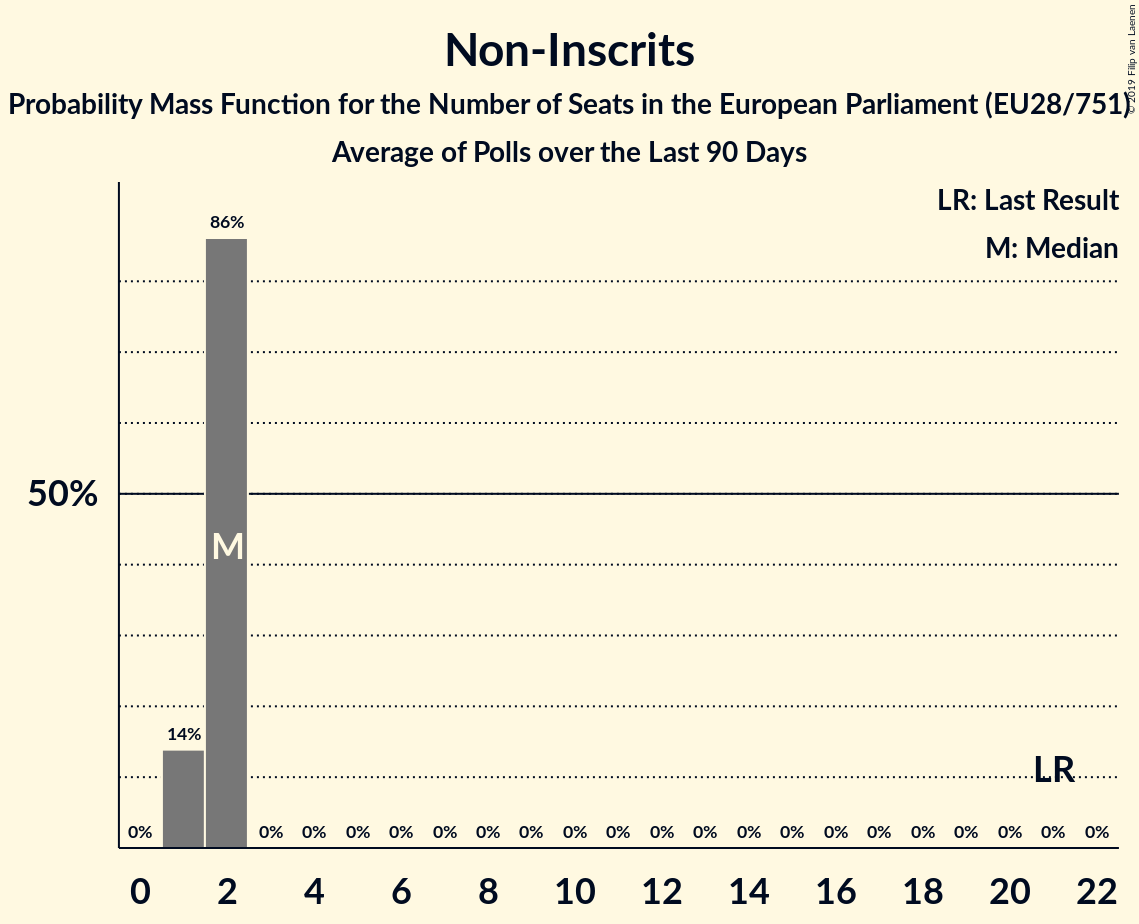 Non-Inscrits
Probability Mass Function for the Number of Seats in the European Parliament (EU28/751)
Average of Polls over the Last 90 Days
© 2019 Filip van Laenen
LR: Last Result
M: Median
86%
50%
M
14%
LR
0% 0% 0% 0% 0% 0% 0% 0% 0% 0% 0% 0% 0% 0% 0% 0% 0% 0% 0% 0% 0%
0 2 4 6 8 10 12 14 16 18 20 22